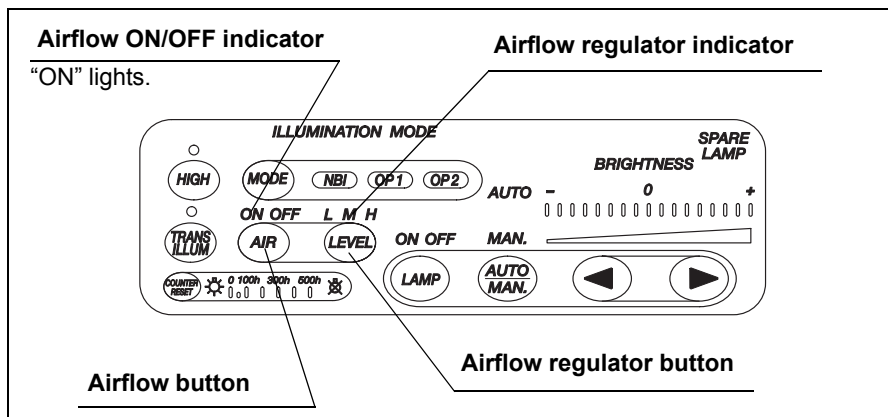 Airflow ON/OFF indicator
Airflow regulator indicator
“ON” lights.
ILLUMINATION MODE
SPARE
LAMP
BRIGHTNESS
HIGH
MODE
NBI
OP1
OP2
AUTO
– 0 +
ON OFF
L M H
TRANS
ILLUM
AIR
LEVEL
ON OFF
MAN.
LAMP
AUTO
MAN.
COUNTER
RESET
0 100h 300h 500h
Airflow button
Airflow regulator button